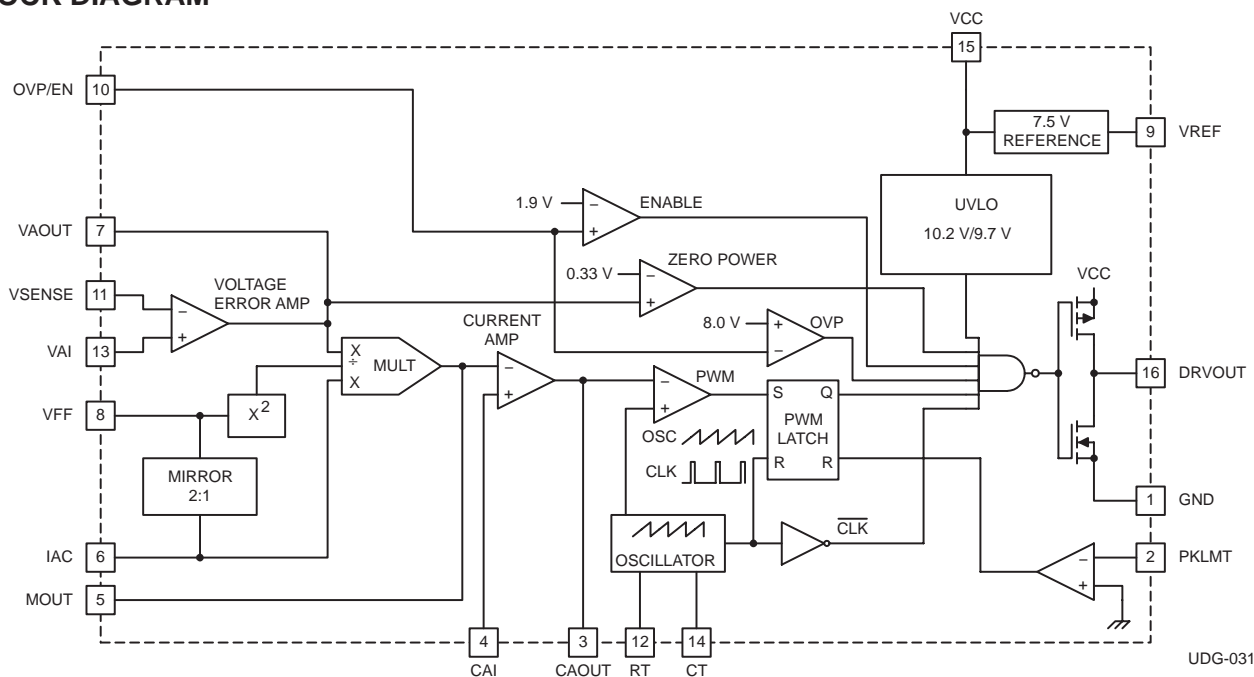 VCC
15
OVP/EN 10
7.5 V
REFERENCE
9 VREF
1.9 V
−
+
ENABLE
UVLO
10.2 V/9.7 V
VAOUT 7
ZERO POWER
0.33 V
−
+
VCC
VSENSE 11
VOLTAGE
ERROR AMP
−
+
8.0 V
+
−
OVP
CURRENT
AMP
VAI 13
X
÷
X
MULT
−
+
−
+
PWM
16 DRVOUT
VFF 8
X2
S Q
PWM
LATCH
R R
OSC
CLK
MIRROR
2:1
1 GND
CLK
IAC 6
OSCILLATOR
−
+
2 PKLMT
MOUT 5
4 3 12 14
CAI CAOUT RT CT
UDG-031